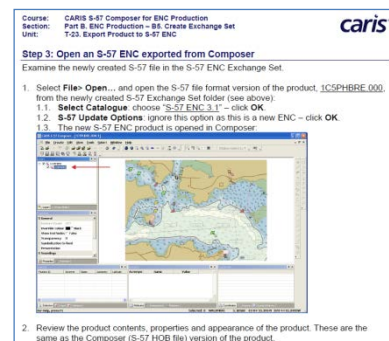 Course: CARIS S-57 Composer for ENC Production
Section: Part B. ENC Production – B5. Create Exchange Set
Unit: T-23. Export Product to S-57 ENC
caris
Step 3: Open an S-57 ENC exported from Composer
Examine the newly created S-57 file in the S-57 ENC Exchange Set.
1. Select File> Open… and open the S-57 file format version of the product, 1C5PHBRE.000,
from the newly created S-57 Exchange Set folder (see above):
1.1. Select Catalogue: choose "S-57 ENC 3.1" – click OK.
1.2. S-57 Update Options: ignore this option as this is a new ENC – click OK.
1.3. The new S-57 ENC product is opened in Composer:
2. Review the product contents, properties and appearance of the product. These are the
same as the Composer (S-57 HOB file) version of the product.